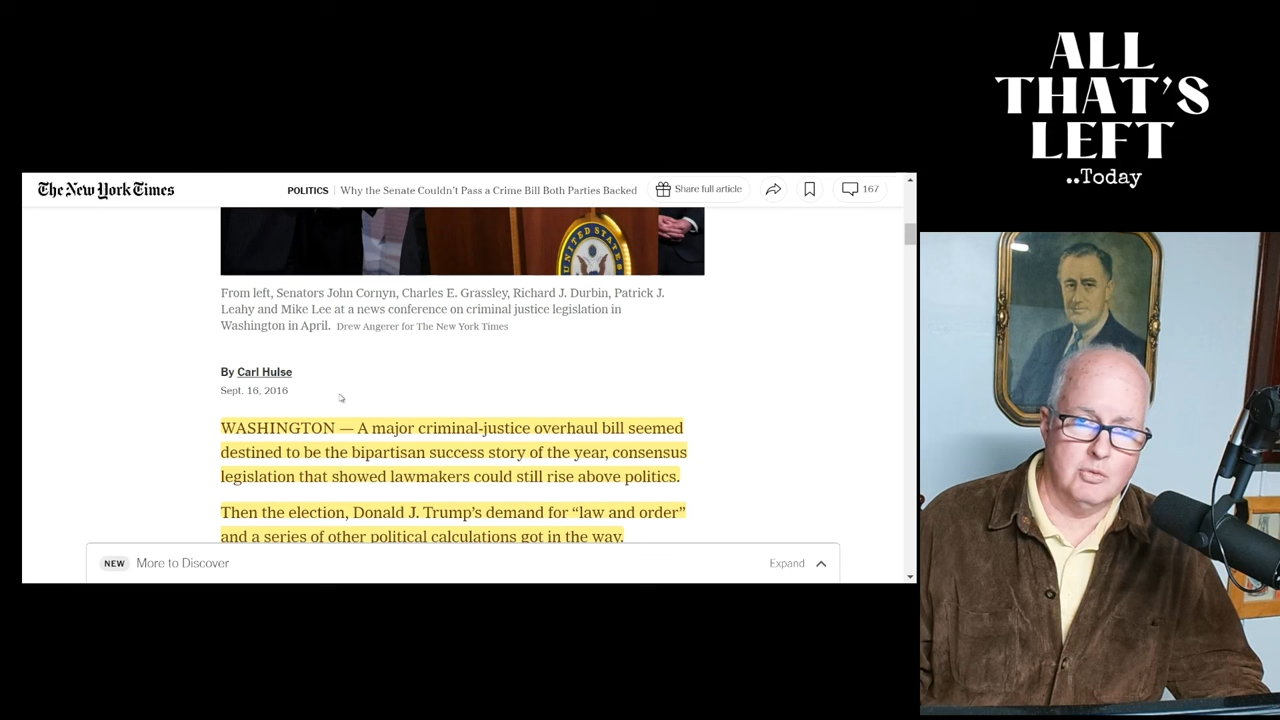 ALL
THAT'S
LEFT
..Today
The New York Times
POLITICS | Why the Senate Couldn't Pass a Crime Bill Both Parties Backed
Share full article
167
UNITED STATES
From left, Senators John Cornyn, Charles E. Grassley, Richard J. Durbin, Patrick J.
Leahy and Mike Lee at a news conference on criminal justice legislation in
Washington in April. Drew Angerer for The New York Times
By Carl Hulse
Sept. 16, 2016
WASHINGTON — A major criminal-justice overhaul bill seemed
destined to be the bipartisan success story of the year, consensus
legislation that showed lawmakers could still rise above politics.
Then the election, Donald J. Trump's demand for “law and order”
and a series of other political calculations got in the way.
NEW More to Discover
Expand